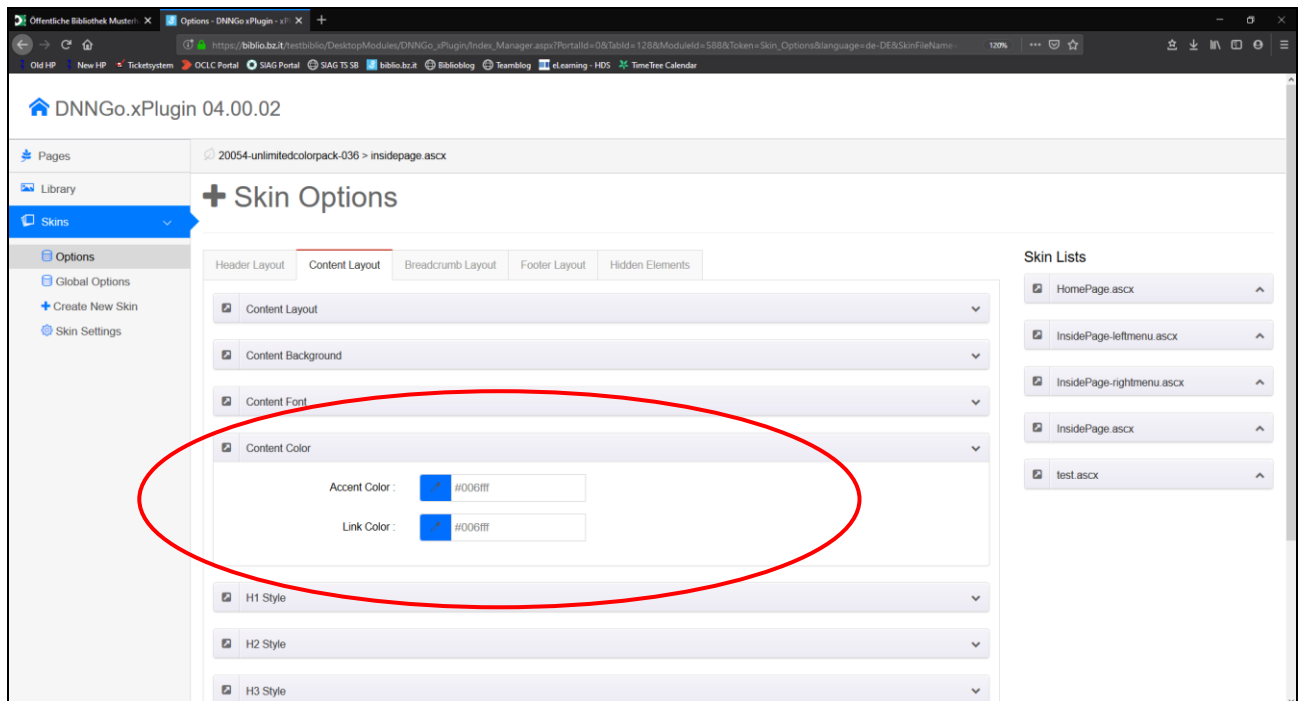 Öffentliche Bibliothek Muster
Options - DNNGo xPlugin - xPl
https://biblio.bz.it/testbiblio/DesktopModules/DNNGo_xPlugin/Index_Manager.aspx?PortalId=0&TabId=128&ModuleId=588&Token=Skin_Options&language=de-DE&SkinFileName
120%
Old HP New HP Ticketsystem OCLC Portal SIAG Portal SIAG TS SB biblio.bz.it Biblioblog Teamblog eLearning - HDS TimeTree Calendar
DNNGo.xPlugin 04.00.02
Pages
20054-unlimitedcolorpack-036 > insidepage.ascx
Library
Skin Options
Skins
Options
Global Options
Create New Skin
Skin Settings
Header Layout Content Layout Breadcrumb Layout Footer Layout Hidden Elements
Content Layout
Content Background
Content Font
Content Color
Accent Color : #006fff
Link Color : #006fff
H1 Style
H2 Style
H3 Style
Skin Lists
HomePage.ascx
InsidePage-leftmenu.ascx
InsidePage-rightmenu.ascx
InsidePage.ascx
test.ascx